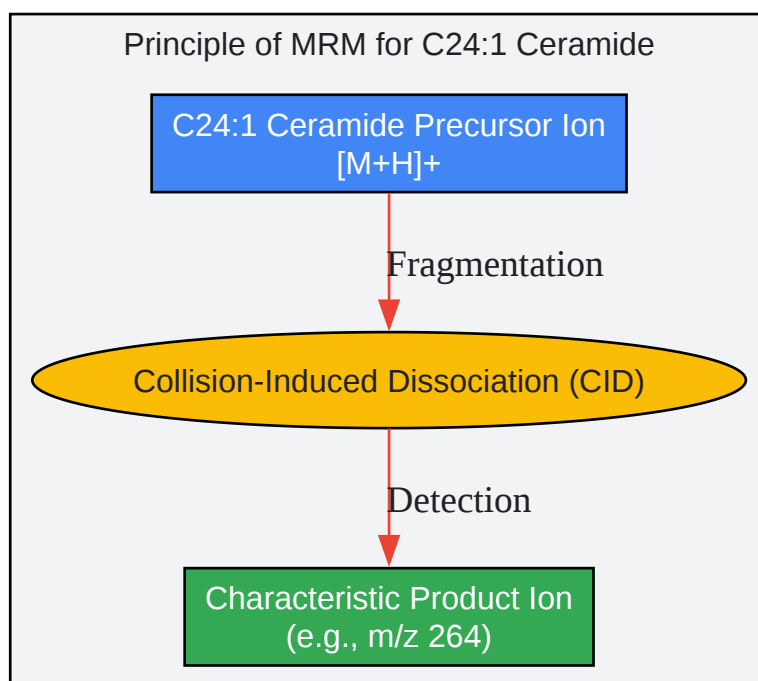 Principle of MRM for C24:1 Ceramide
C24:1 Ceramide Precursor Ion
[M+H]+
Fragmentation
Collision-Induced Dissociation (CID)
Detection
Characteristic Product Ion
(e.g., m/z 264)